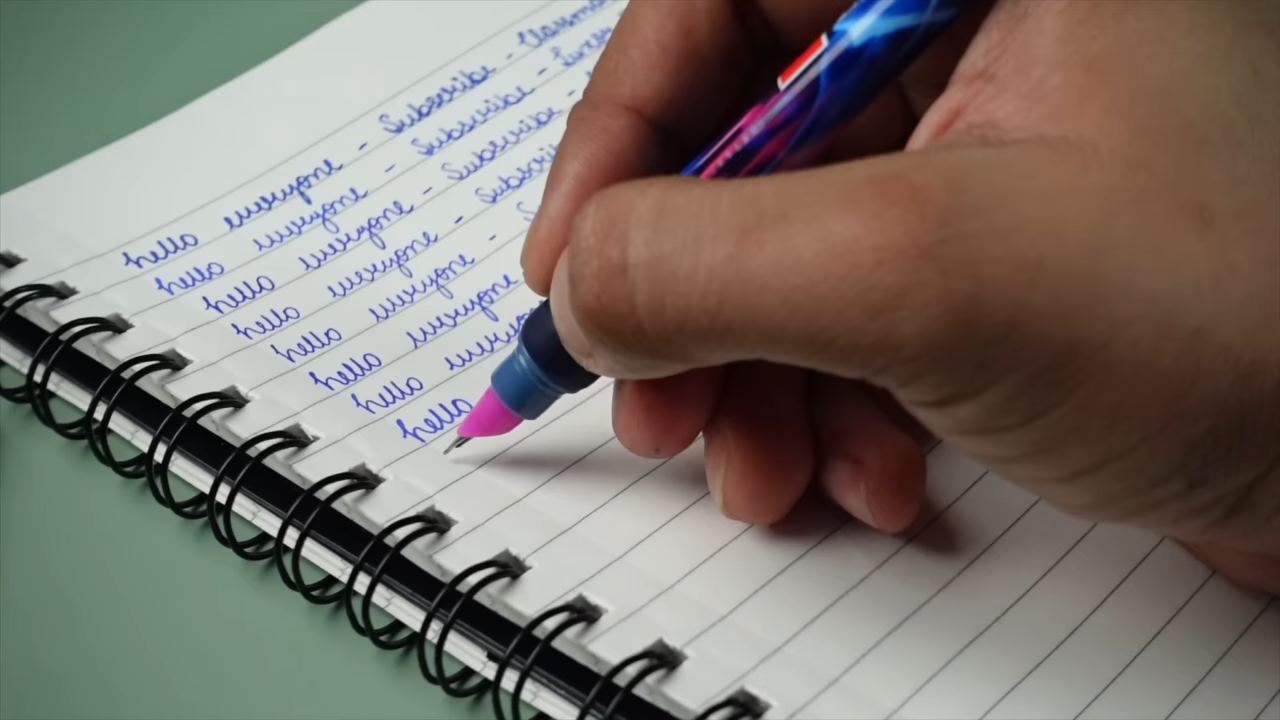 hello everyone - Subscribe -
hello everyone - Subscribe -
hello everyone - Subscribe -
hello everyone - Subscribe
hello everyone -
hello everyone
hello everyone
hello